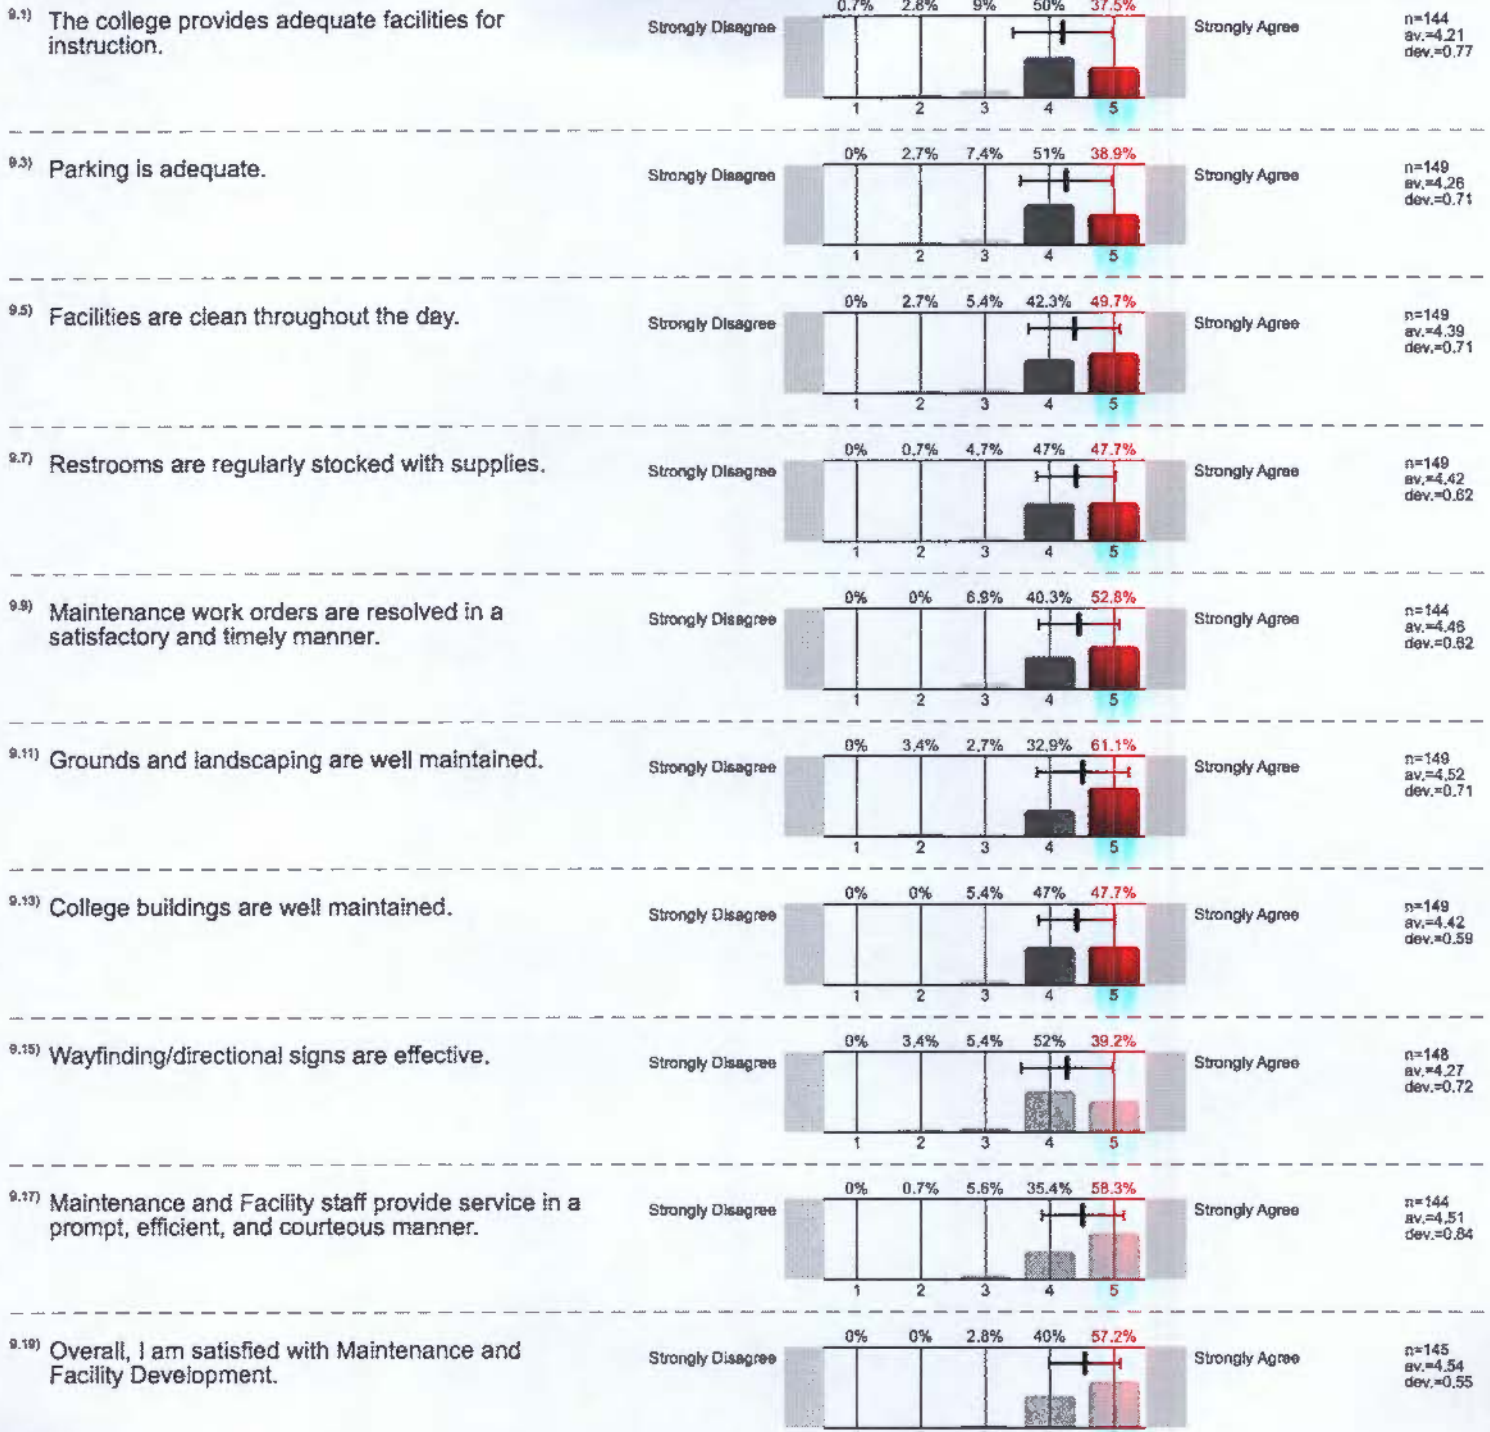 9.1) The college provides adequate facilities for
instruction.
Strongly Disagree
0.7% 2.8% 9% 50% 37.5%
1 2 3 4 5
Strongly Agree
n=144
av.=4.21
dev.=0.77
9.3) Parking is adequate.
Strongly Disagree
0% 2.7% 7.4% 51% 38.9%
1 2 3 4 5
Strongly Agree
n=149
av.=4.26
dev.=0.71
9.5) Facilities are clean throughout the day.
Strongly Disagree
0% 2.7% 5.4% 42.3% 49.7%
1 2 3 4 5
Strongly Agree
n=149
av.=4.39
dev.=0.71
9.7) Restrooms are regularly stocked with supplies.
Strongly Disagree
0% 0.7% 4.7% 47% 47.7%
1 2 3 4 5
Strongly Agree
n=149
av.=4.42
dev.=0.62
9.9) Maintenance work orders are resolved in a
satisfactory and timely manner.
Strongly Disagree
0% 0% 6.9% 40.3% 52.8%
1 2 3 4 5
Strongly Agree
n=144
av.=4.46
dev.=0.62
9.11) Grounds and landscaping are well maintained.
Strongly Disagree
0% 3.4% 2.7% 32.9% 61.1%
1 2 3 4 5
Strongly Agree
n=149
av.=4.52
dev.=0.71
9.13) College buildings are well maintained.
Strongly Disagree
0% 0% 5.4% 47% 47.7%
1 2 3 4 5
Strongly Agree
n=149
av.=4.42
dev.=0.59
9.15) Wayfinding/directional signs are effective.
Strongly Disagree
0% 3.4% 5.4% 52% 39.2%
1 2 3 4 5
Strongly Agree
n=148
av.=4.27
dev.=0.72
9.17) Maintenance and Facility staff provide service in a
prompt, efficient, and courteous manner.
Strongly Disagree
0% 0.7% 5.6% 35.4% 58.3%
1 2 3 4 5
Strongly Agree
n=144
av.=4.51
dev.=0.64
9.19) Overall, I am satisfied with Maintenance and
Facility Development.
Strongly Disagree
0% 0% 2.8% 40% 57.2%
Strongly Agree
n=145
av.=4.54
dev.=0.55